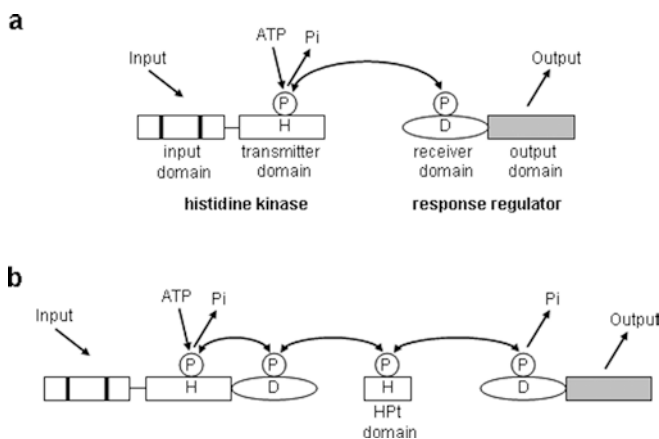 a
ATP Pi
Input Output
P P
H D
input transmitter receiver output
domain domain domain domain
histidine kinase response regulator
b
ATP Pi Pi
Input Output
P P P P
H D H D
HPt
domain